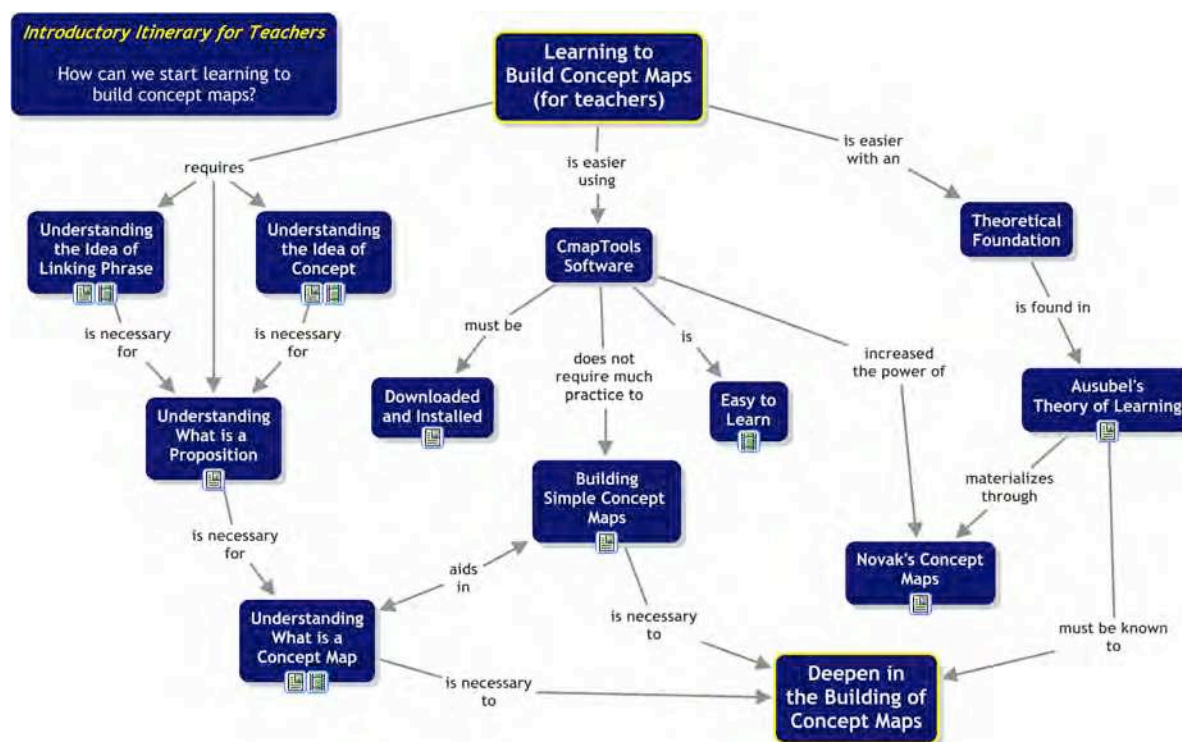 Introductory Itinerary for Teachers
How can we start learning to
build concept maps?
Learning to
Build Concept Maps
(for teachers)
requires
is easier
using
is easier
with an
Understanding
the Idea of
Linking Phrase
Understanding
the Idea of
Concept
CmapTools
Software
Theoretical
Foundation
is necessary
for
is necessary
for
must be
does not
require much
practice to
is
increased
the power of
is found in
Understanding
What is a
Proposition
Downloaded
and Installed
Easy to
Learn
Ausubel's
Theory of Learning
Building
Simple Concept
Maps
materializes
through
is necessary
for
aids
in
Novak's Concept
Maps
Understanding
What is a
Concept Map
is necessary
to
must be known
to
is necessary
to
Deepen in
the Building of
Concept Maps